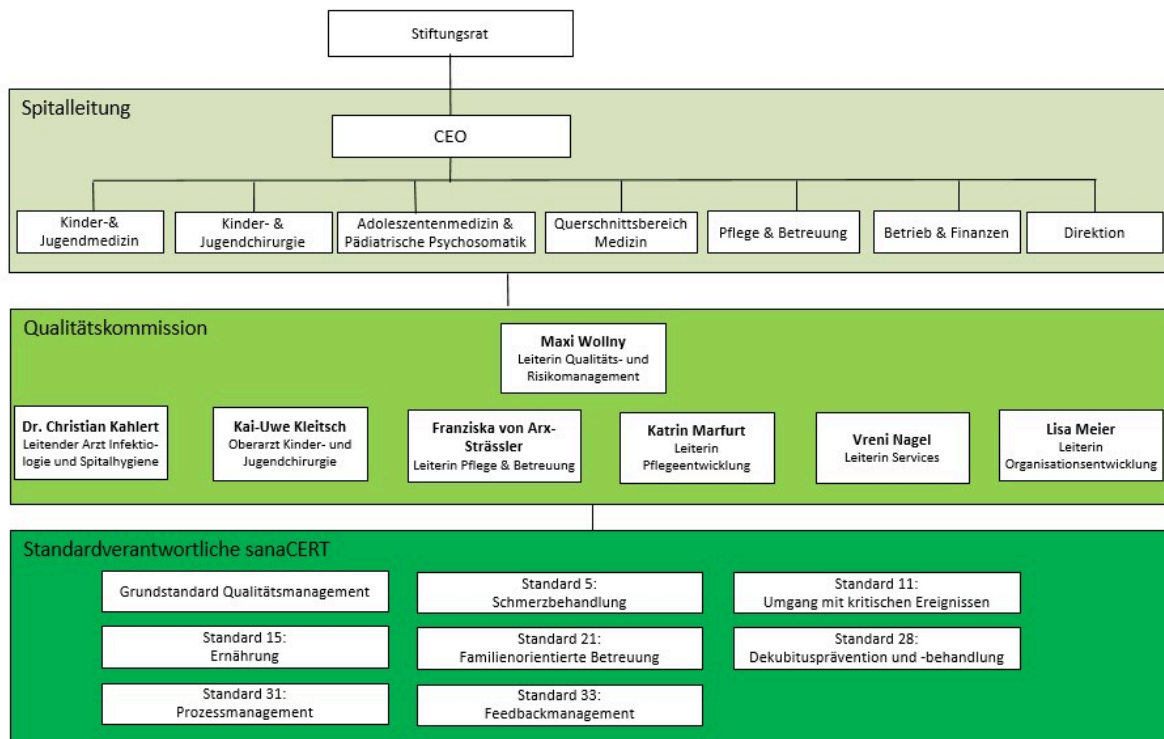 Stiftungsrat
Spitalleitung
CEO
Kinder-&
Jugendmedizin
Kinder- &
Jugendchirurgie
Adoleszentenmedizin &
Pädiatrische Psychosomatik
Querschnittsbereich
Medizin
Pflege & Betreuung
Betrieb & Finanzen
Direktion
Qualitätskommission
Maxi Wollny
Leiterin Qualitäts- und
Risikomanagement
Dr. Christian Kahlert
Leitender Arzt Infektio-
logie und Spitalhygiene
Kai-Uwe Kleitsch
Oberarzt Kinder- und
Jugendchirurgie
Franziska von Arx-
Strässler
Leiterin Pflege & Betreuung
Katrin Marfurt
Leiterin
Pflegeentwicklung
Vreni Nagel
Leiterin Services
Lisa Meier
Leiterin
Organisationsentwicklung
Standardverantwortliche sanaCERT
Grundstandard Qualitätsmanagement
Standard 5:
Schmerzbehandlung
Standard 11:
Umgang mit kritischen Ereignissen
Standard 15:
Ernährung
Standard 21:
Familienorientierte Betreuung
Standard 28:
Dekubitusprävention und -behandlung
Standard 31:
Prozessmanagement
Standard 33:
Feedbackmanagement